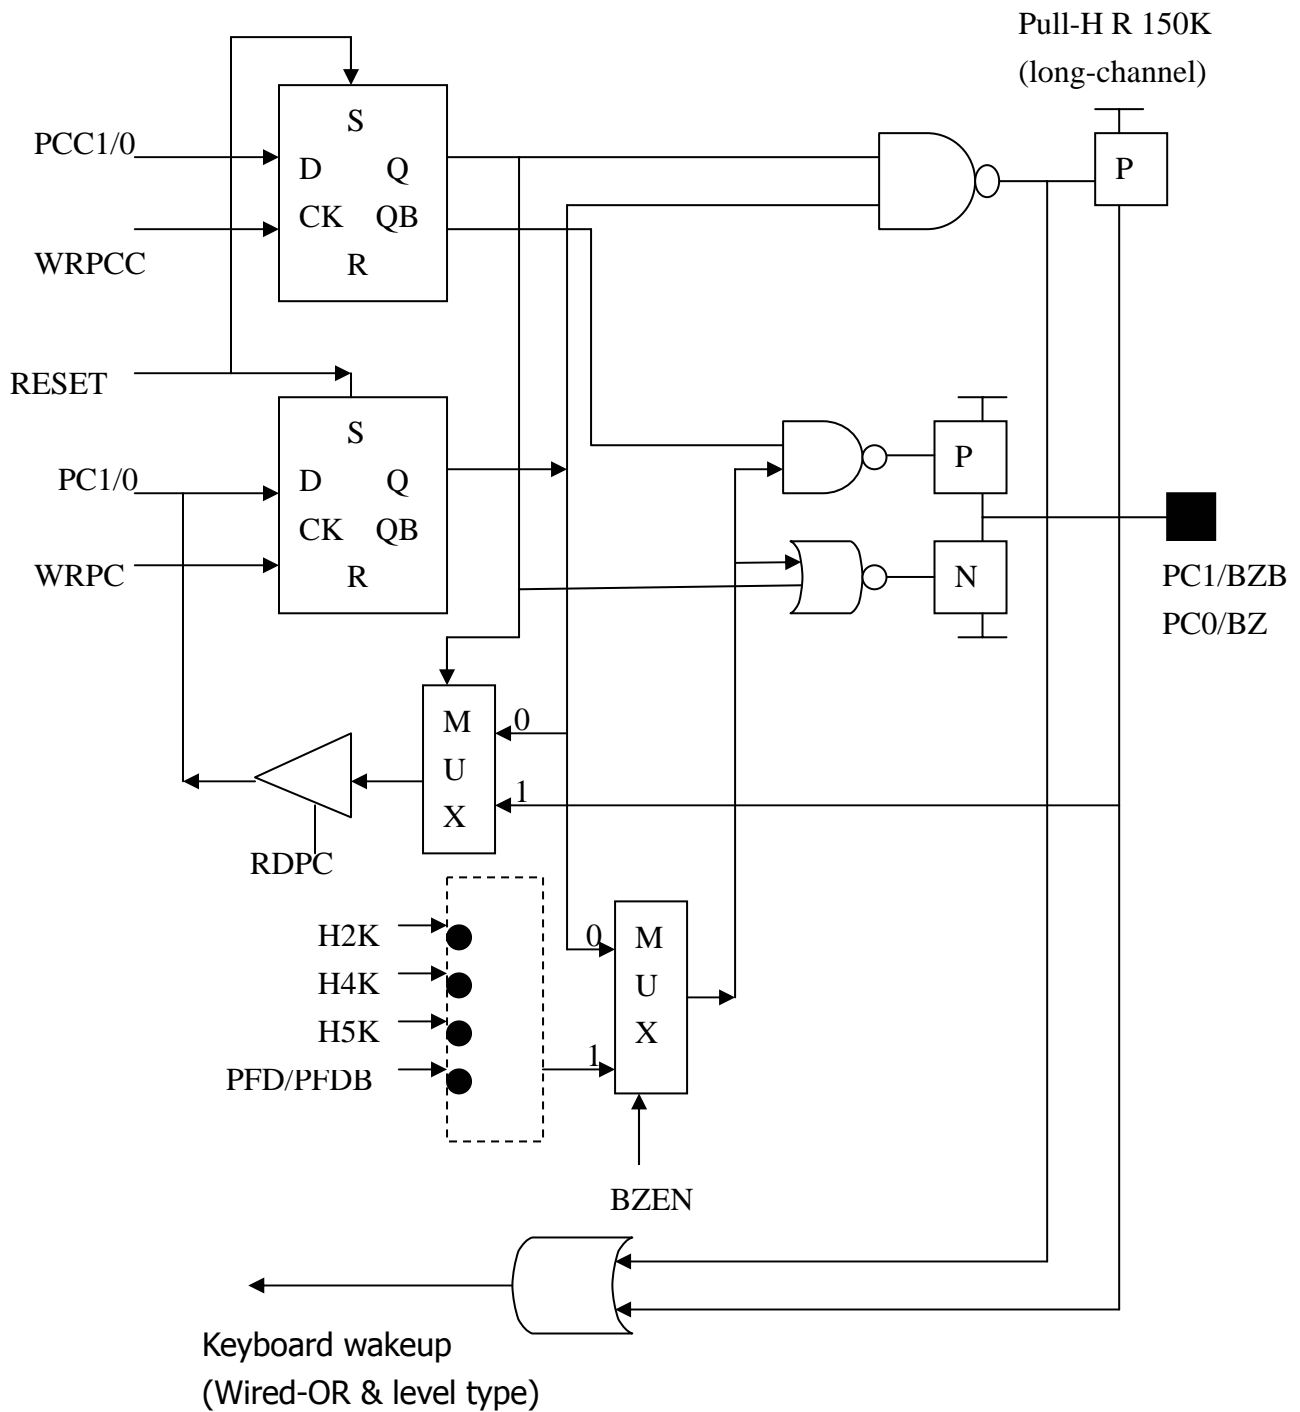 Pull-H R 150K
(long-channel)
PCC1/0
S
D Q
CK QB
R
WRPCC
P
RESET
PC1/0
S
D Q
CK QB
R
WRPC
P
N
PC1/BZB
PC0/BZ
M
U
X
0
1
RDPC
H2K
H4K
H5K
PFD/PFDB
0
1
M
U
X
BZEN
Keyboard wakeup
(Wired-OR & level type)